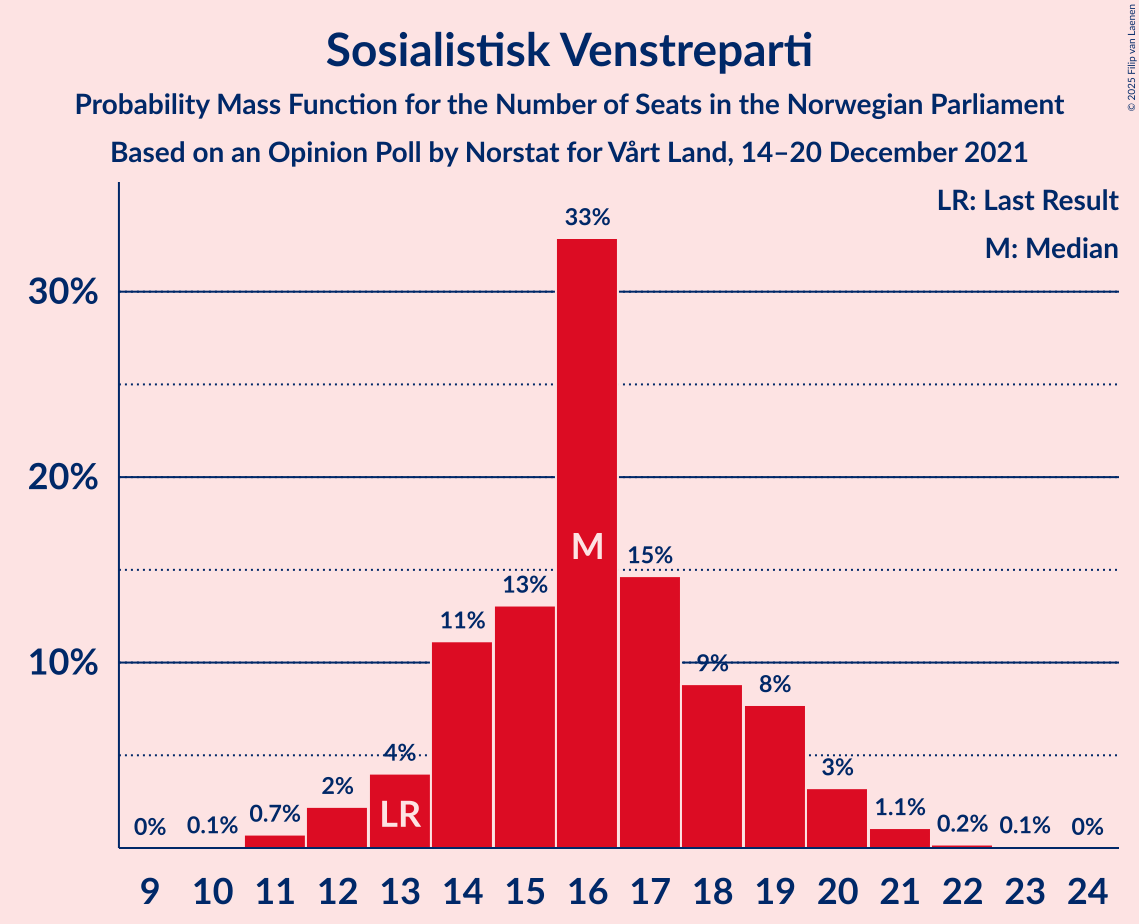 Sosialistisk Venstreparti
Probability Mass Function for the Number of Seats in the Norwegian Parliament
Based on an Opinion Poll by Norstat for Vårt Land, 14–20 December 2021
© 2025 Filip van Laenen
LR: Last Result
M: Median
30%
20%
10%
0%
0.1%
0.7%
2%
4%
11%
13%
33%
15%
9%
8%
3%
1.1%
0.2%
0.1%
0%
LR
M
9 10 11 12 13 14 15 16 17 18 19 20 21 22 23 24